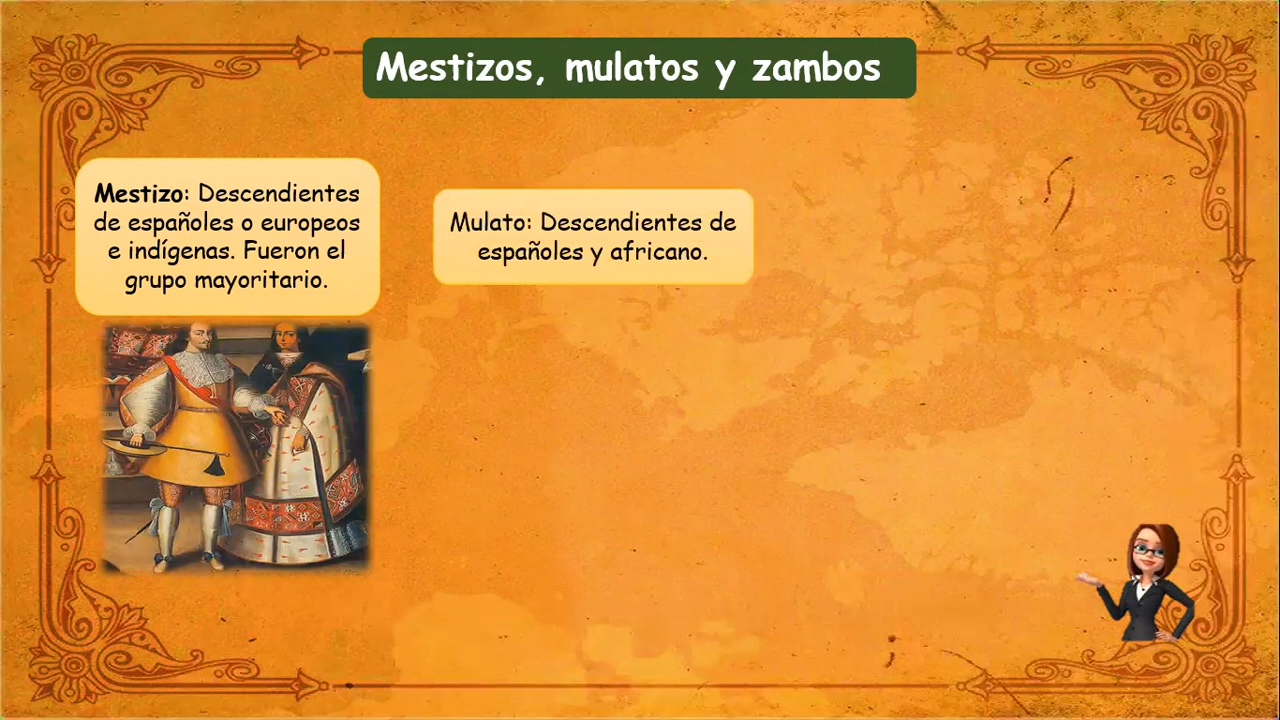 Mestizos, mulatos y zambos
Mestizo: Descendientes
de españoles o europeos
e indígenas. Fueron el
grupo mayoritario.
Mulato: Descendientes de
españoles y africano.